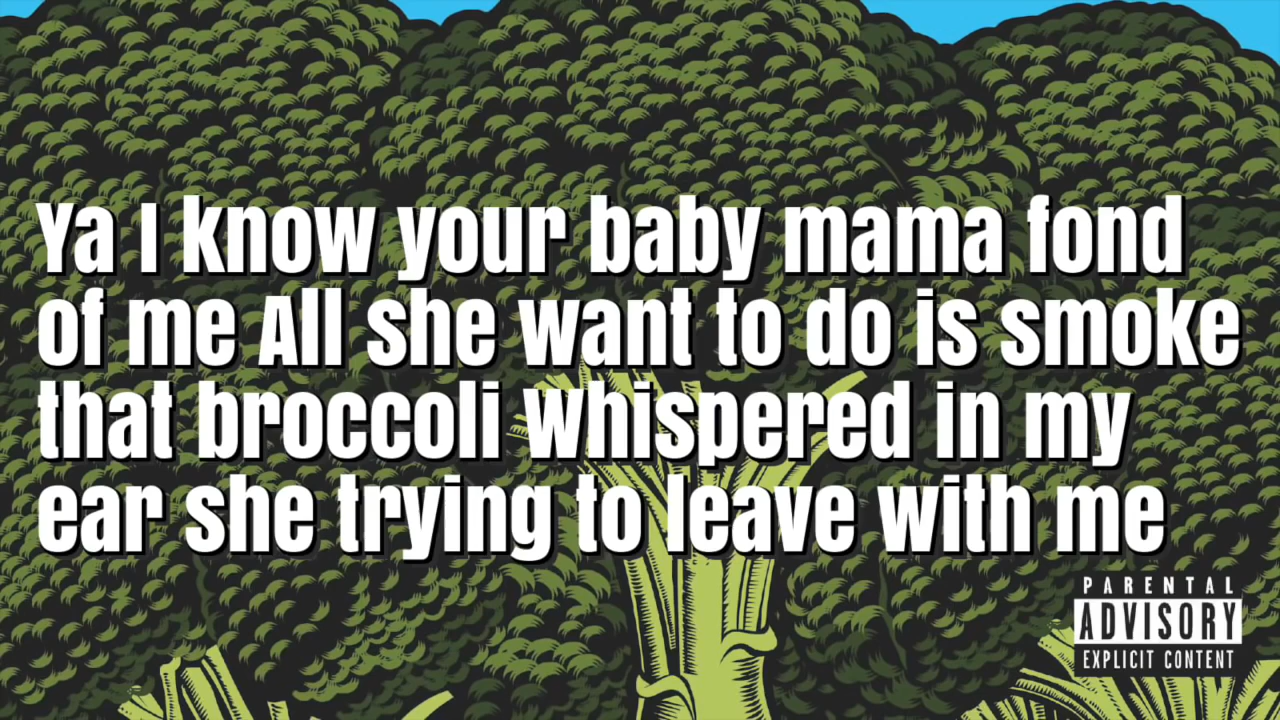 Ya I know your baby mama fond
of me All she want to do is smoke
that broccoli Whispered in my
ear she trying to leave with me
PARENTAL
ADVISORY
EXPLICIT CONTENT